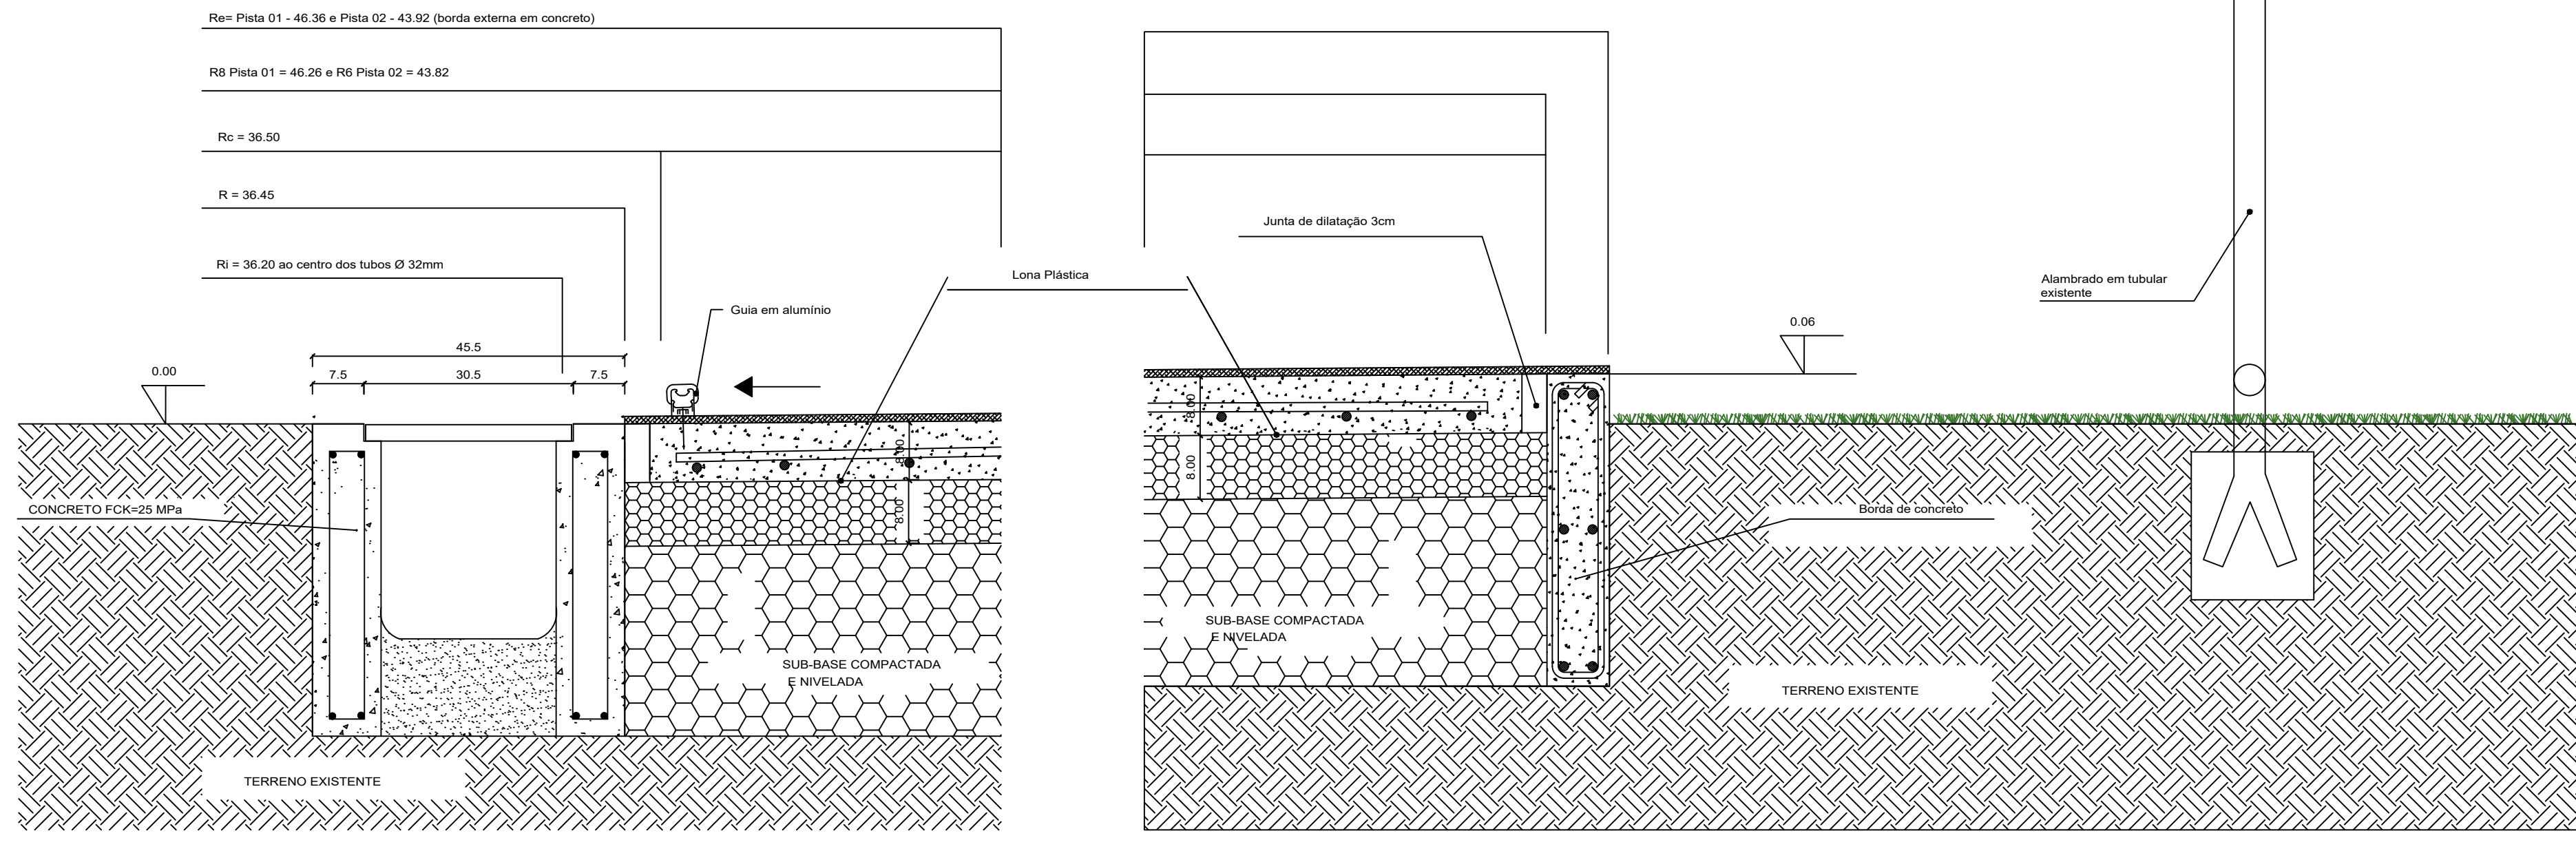 Re= Pista 01 - 46.36 e Pista 02 - 43.92 (borda externa em concreto)
R8 Pista 01 = 46.26 e R6 Pista 02 = 43.82
Rc = 36.50
R = 36.45
Ri = 36.20 ao centro dos tubos Ø 32mm
Junta de dilatação 3cm
Lona Plástica
Guia em alumínio
Alambrado em tubular
existente
0.06
45.5
0.00
7.5
30.5
7.5
8.00
8.00
8.00
8.00
CONCRETO FCK=25 MPa
Borda de concreto
SUB-BASE COMPACTADA
E NIVELADA
SUB-BASE COMPACTADA
E NIVELADA
TERRENO EXISTENTE
TERRENO EXISTENTE